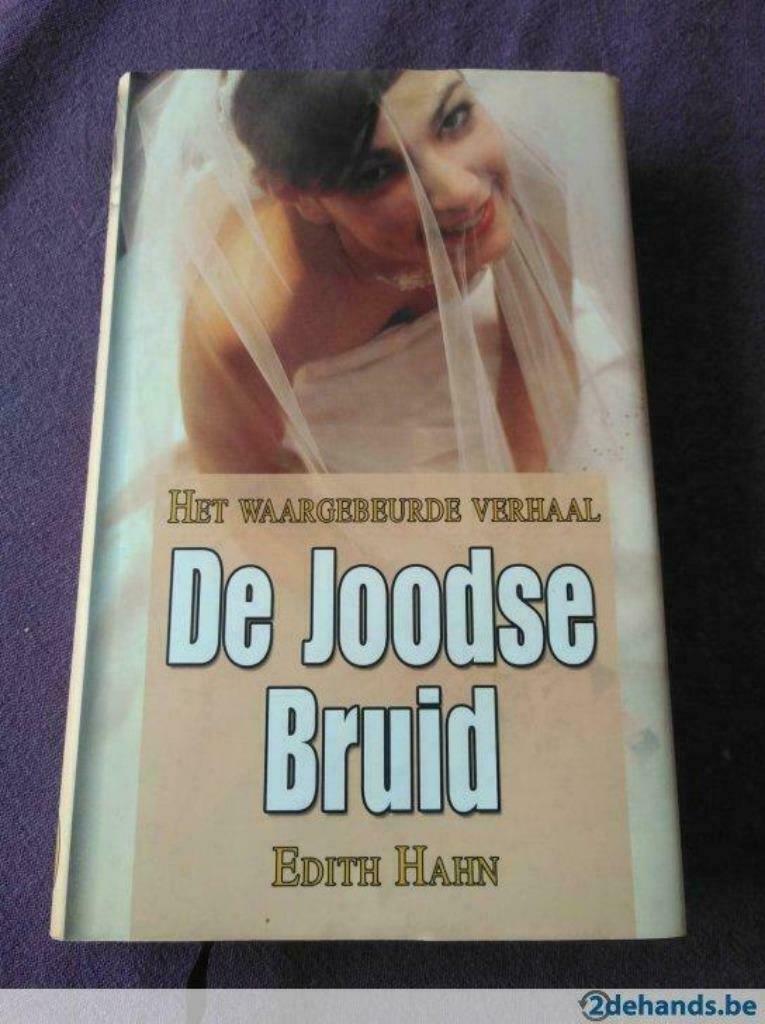 Het waargebeurde verhaal
De Joodse
Bruid
Edith Hahn
2dehands.be